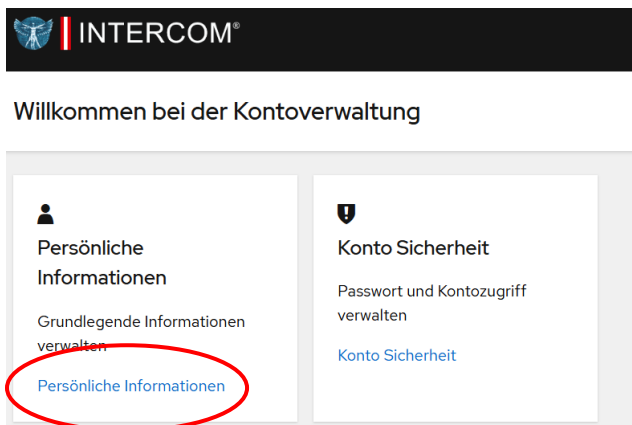 INTERCOM®
Willkommen bei der Kontoverwaltung
Persönliche
Informationen
Grundlegende Informationen
verwalten
Persönliche Informationen
Konto Sicherheit
Passwort und Kontozugriff
verwalten
Konto Sicherheit